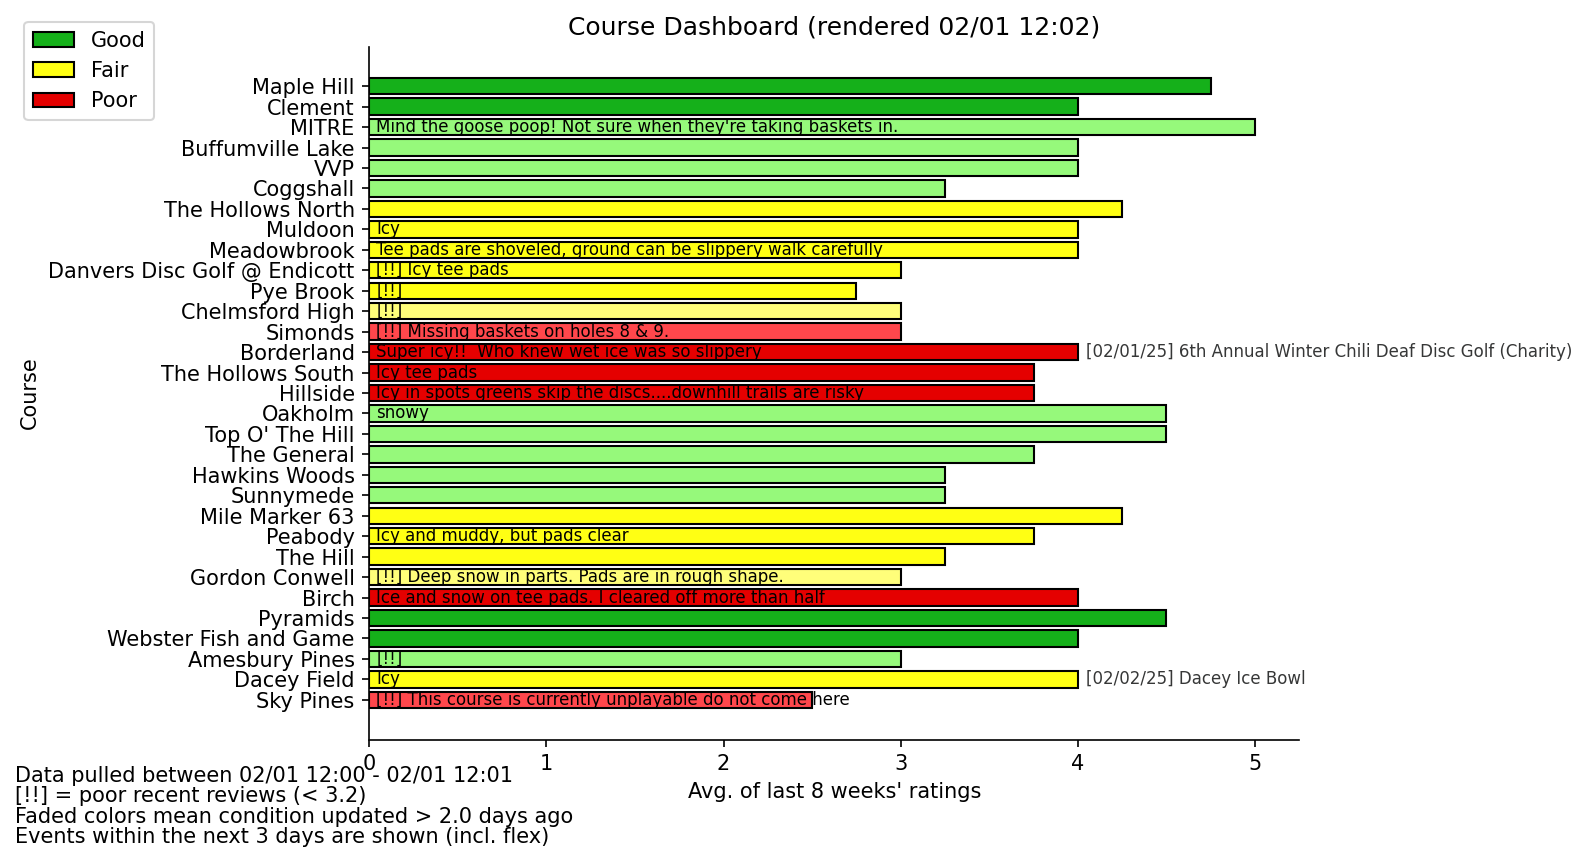 Course Dashboard (rendered 02/01 12:02)
Good
Fair
Poor
Course
Maple Hill
Clement
MITRE Mind the goose poop! Not sure when they're taking baskets in.
Buffumville Lake
VVP
Coggshall
The Hollows North
Muldoon Icy
Meadowbrook Tee pads are shoveled, ground can be slippery walk carefully
Danvers Disc Golf @ Endicott [!!] Icy tee pads
Pye Brook [!!]
Chelmsford High [!!]
Simonds [!!] Missing baskets on holes 8 & 9.
Borderland Super icy!! Who knew wet ice was so slippery [02/01/25] 6th Annual Winter Chili Deaf Disc Golf (Charity)
The Hollows South Icy tee pads
Hillside Icy in spots greens skip the discs....downhill trails are risky
Oakholm snowy
Top O' The Hill
The General
Hawkins Woods
Sunnymede
Mile Marker 63
Peabody Icy and muddy, but pads clear
The Hill
Gordon Conwell [!!] Deep snow in parts. Pads are in rough shape.
Birch Ice and snow on tee pads. I cleared off more than half
Pyramids
Webster Fish and Game
Amesbury Pines [!!]
Dacey Field Icy [02/02/25] Dacey Ice Bowl
Sky Pines [!!] This course is currently unplayable do not come here
0 1 2 3 4 5
Avg. of last 8 weeks' ratings
Data pulled between 02/01 12:00 - 02/01 12:01
[!!] = poor recent reviews (< 3.2)
Faded colors mean condition updated > 2.0 days ago
Events within the next 3 days are shown (incl. flex)